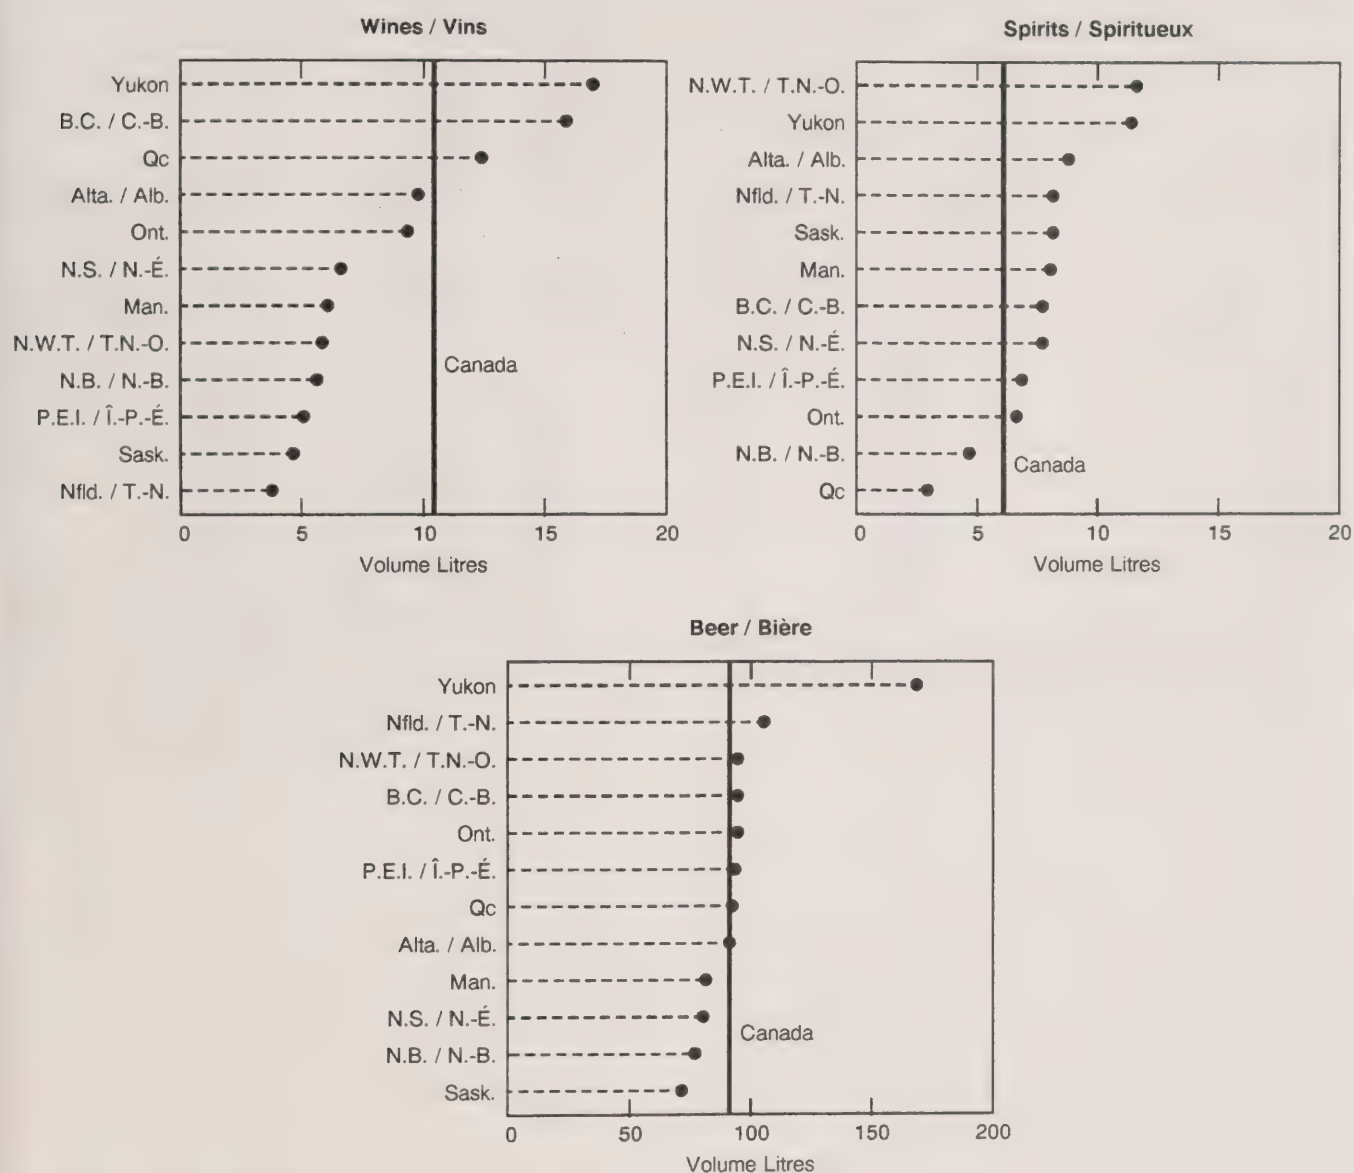 Wines / Vins
Yukon
B.C. / C.-B.
Qc
Alta. / Alb.
Ont.
N.S. / N.-É.
Man.
N.W.T. / T.N.-O.
N.B. / N.-B.
P.E.I. / Î.-P.-É.
Sask.
Nfld. / T.-N.
Canada
0 5 10 15 20
Volume Litres
Spirits / Spiritueux
N.W.T. / T.N.-O.
Yukon
Alta. / Alb.
Nfld. / T.-N.
Sask.
Man.
B.C. / C.-B.
N.S. / N.-É.
P.E.I. / Î.-P.-É.
Ont.
N.B. / N.-B.
Qc
Canada
0 5 10 15 20
Volume Litres
Beer / Bière
Yukon
Nfld. / T.-N.
N.W.T. / T.N.-O.
B.C. / C.-B.
Ont.
P.E.I. / Î.-P.-É.
Qc
Alta. / Alb.
Man.
N.S. / N.-É.
N.B. / N.-B.
Sask.
Canada
0 50 100 150 200
Volume Litres